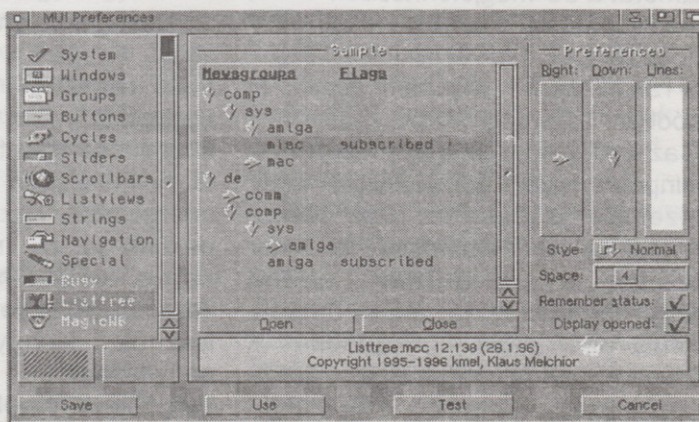 MUI Preferences
System
Windows
Groups
Buttons
Cycles
Sliders
Scrollbars
Listviews
Strings
Navigation
Special
Busy
Listtree
MagicWB
Sample
Newsgroups Flags
comp
sys
amiga
misc subscribed
mac
de
comm
comp
sys
amiga
amiga subscribed
Open Close
Preferences
Right: Down: Lines:
Style: Normal
Space: 4
Remember status:
Display opened:
Listtree.mcc 12.138 (28.1.96)
Copyright 1995-1996 kmel, Klaus Melchior
Save Use Test Cancel